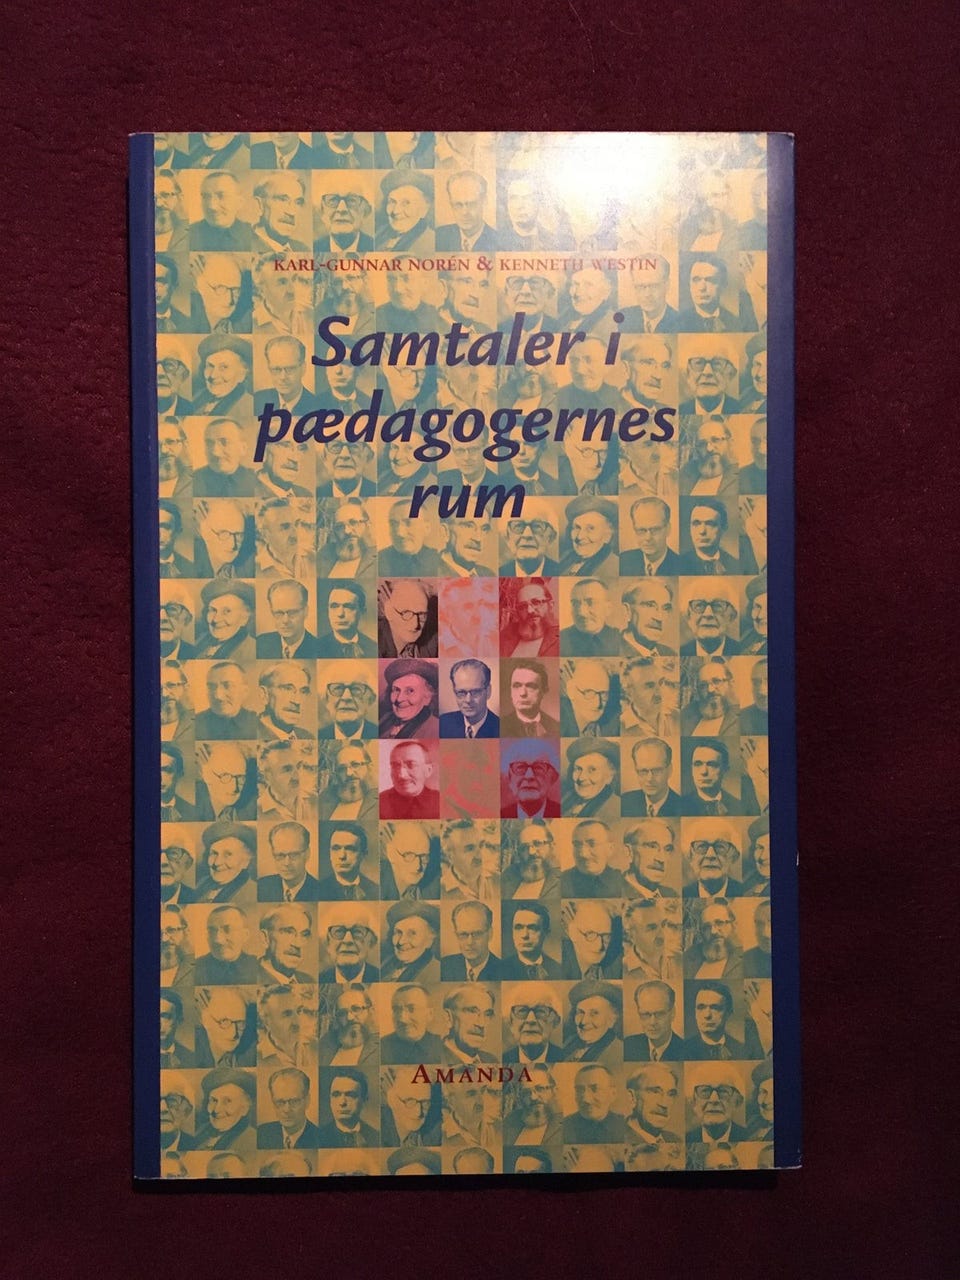 KARL-GUNNAR NORÉN & KENNETH WESTIN
Samtaler i
pædagogernes
rum
AMANDA